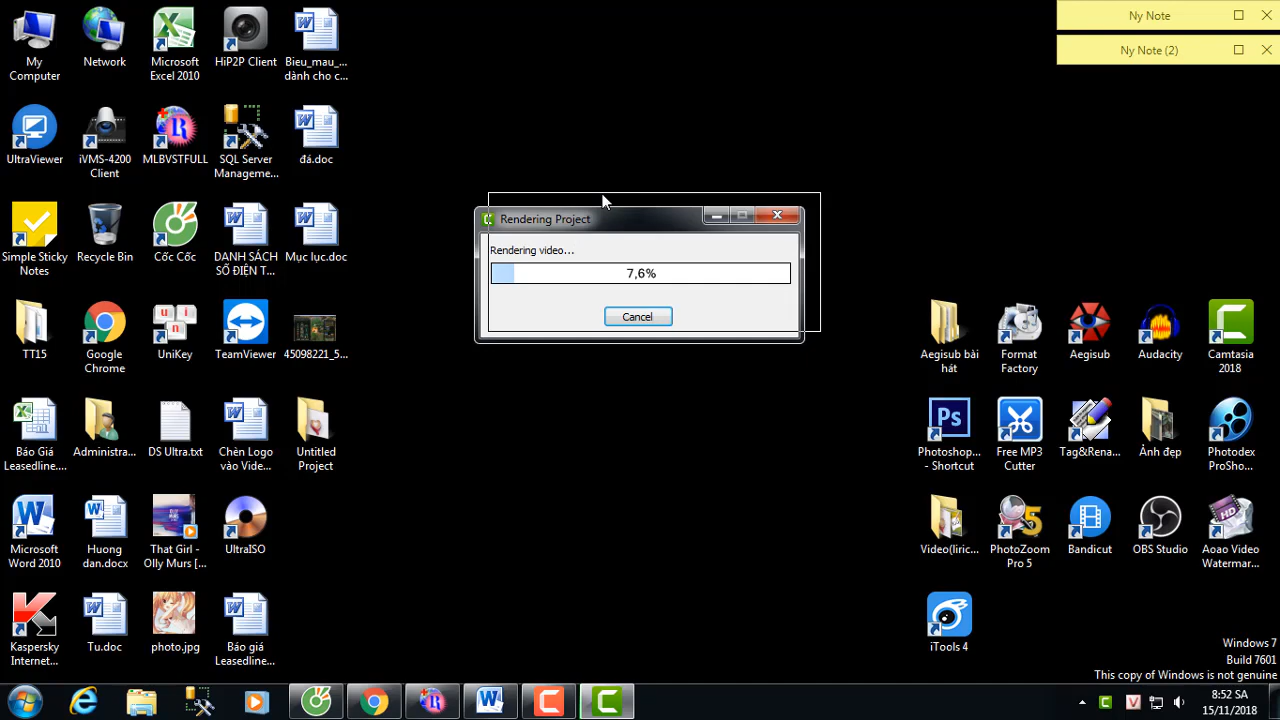 My
Computer
Network
Microsoft
Excel 2010
HiP2P Client
Bieu_mau_...
dành cho c...
Ny Note
Ny Note (2)
UltraViewer
iVMS-4200
Client
MLBVSTFULL
SQL Server
Manageme...
đá.doc
Simple Sticky
Notes
Recycle Bin
Cốc Cốc
DANH SÁCH
SỐ ĐIỆN T...
Mục lục.doc
Rendering Project
Rendering video...
7,6%
Cancel
TT15
Google
Chrome
UniKey
TeamViewer
45098221_5...
Aegisub bài
hát
Format
Factory
Aegisub
Audacity
Camtasia
2018
Báo Giá
Leasedline....
Administra...
DS Ultra.txt
Chèn Logo
vào Vide...
Untitled
Project
Photoshop...
- Shortcut
Free MP3
Cutter
Tag&Rena...
Ảnh đẹp
Photodex
ProSho...
Microsoft
Word 2010
Huong
dan.docx
That Girl -
Olly Murs [...
UltraISO
Video(liric...
PhotoZoom
Pro 5
Bandicut
OBS Studio
Aoao Video
Watermar...
Kaspersky
Internet...
Tu.doc
photo.jpg
Báo giá
Leasedline...
iTools 4
Windows 7
Build 7601
This copy of Windows is not genuine
8:52 SA
15/11/2018